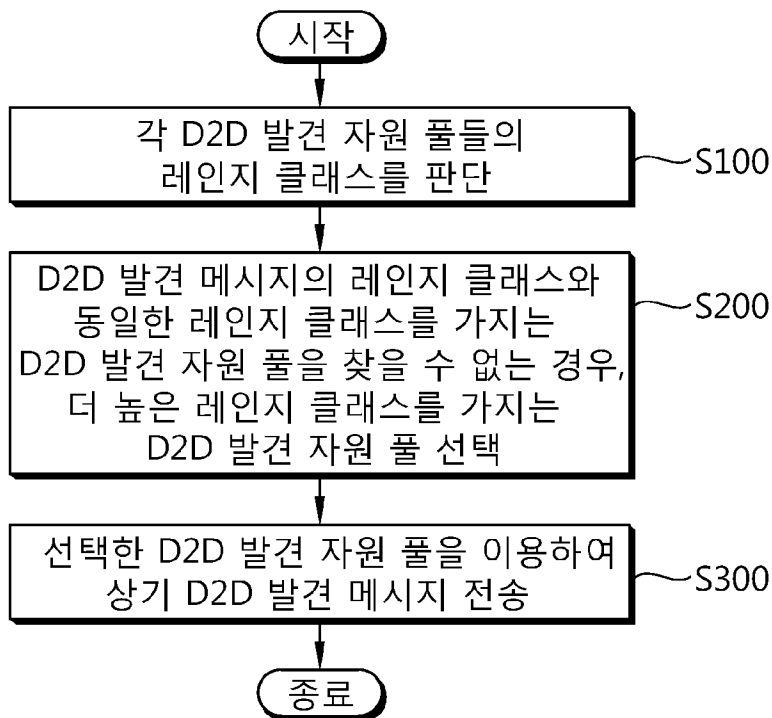 시작
각 D2D 발견 자원 풀들의
레인지 클래스를 판단
S100
D2D 발견 메시지의 레인지 클래스와
동일한 레인지 클래스를 가지는
D2D 발견 자원 풀을 찾을 수 없는 경우,
더 높은 레인지 클래스를 가지는
D2D 발견 자원 풀 선택
S200
선택한 D2D 발견 자원 풀을 이용하여
상기 D2D 발견 메시지 전송
S300
종료